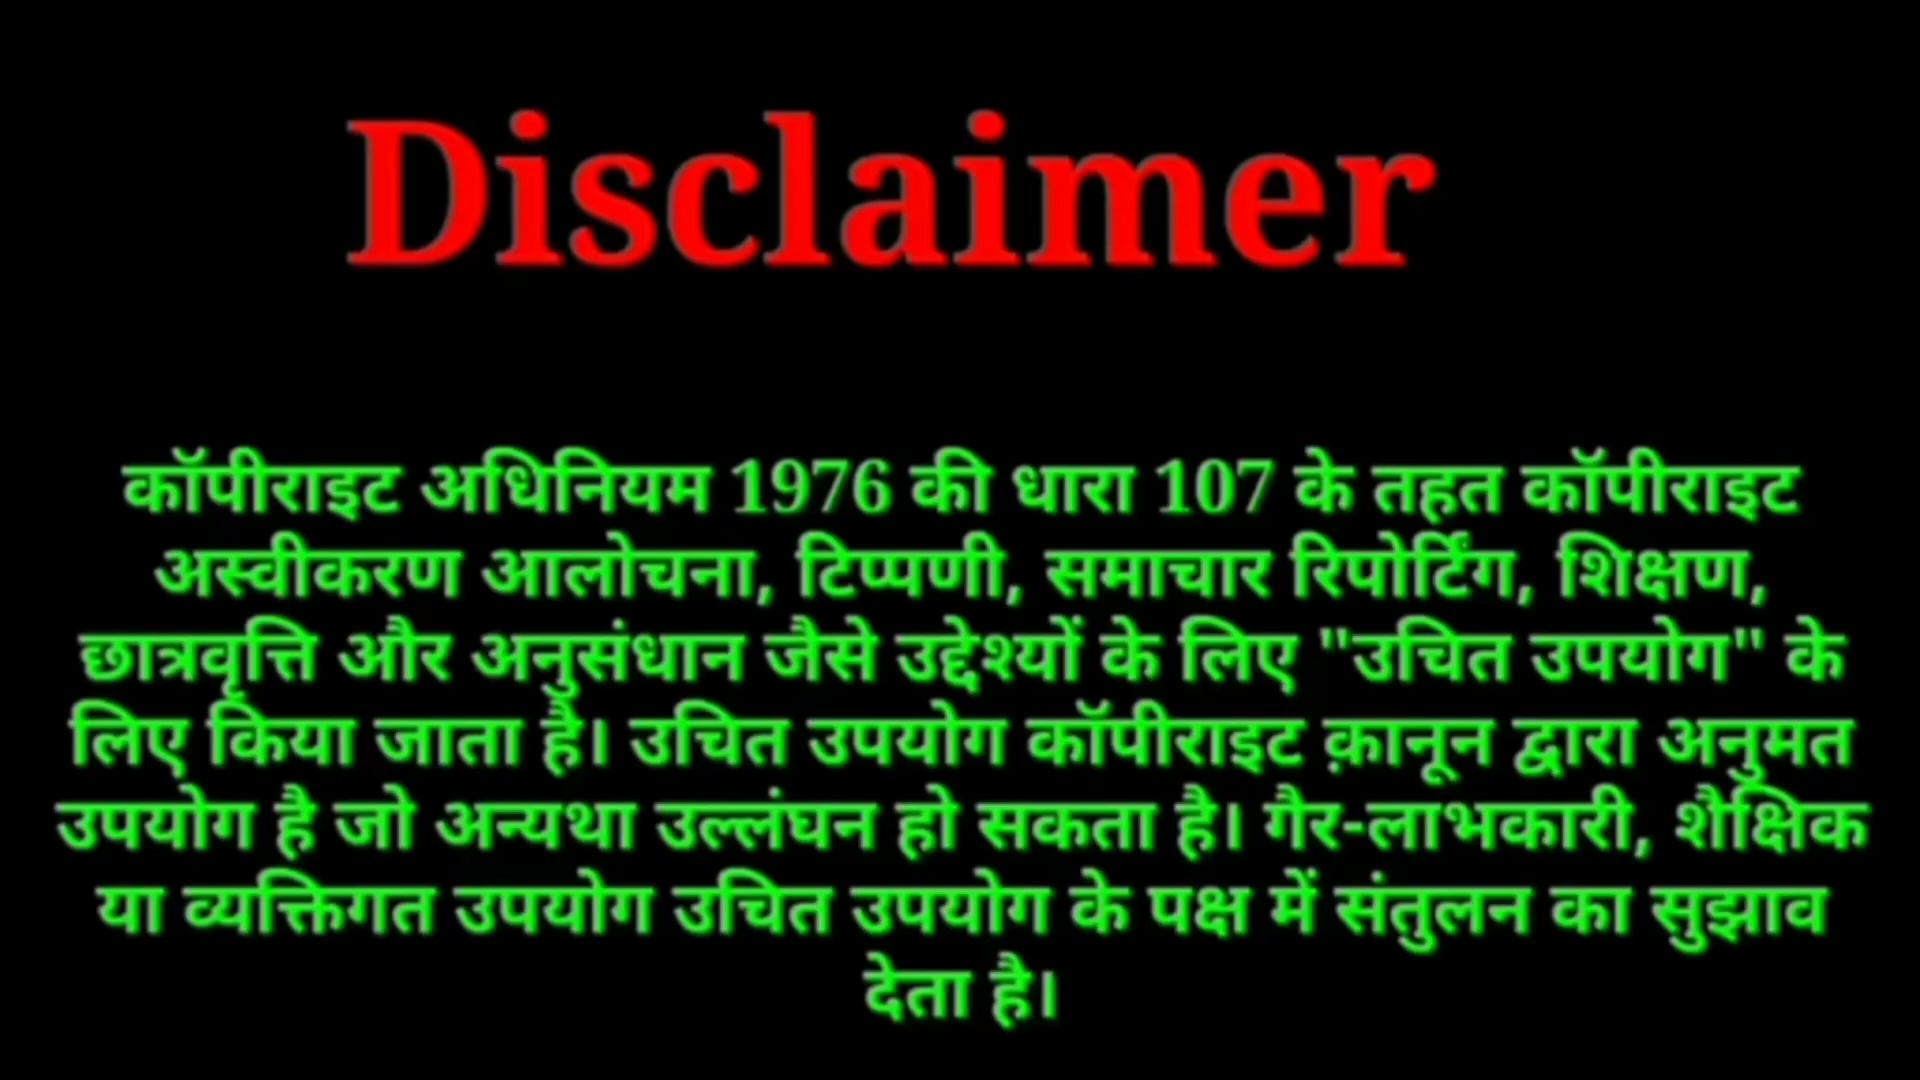 Disclaimer
कॉपीराइट अधिनियम 1976 की धारा 107 के तहत कॉपीराइट
अस्वीकरण आलोचना, टिप्पणी, समाचार रिपोर्टिंग, शिक्षण,
छात्रवृत्ति और अनुसंधान जैसे उद्देश्यों के लिए "उचित उपयोग" के
लिए किया जाता है। उचित उपयोग कॉपीराइट क़ानून द्वारा अनुमत
उपयोग है जो अन्यथा उल्लंघन हो सकता है। गैर-लाभकारी, शैक्षिक
या व्यक्तिगत उपयोग उचित उपयोग के पक्ष में संतुलन का सुझाव
देता है।